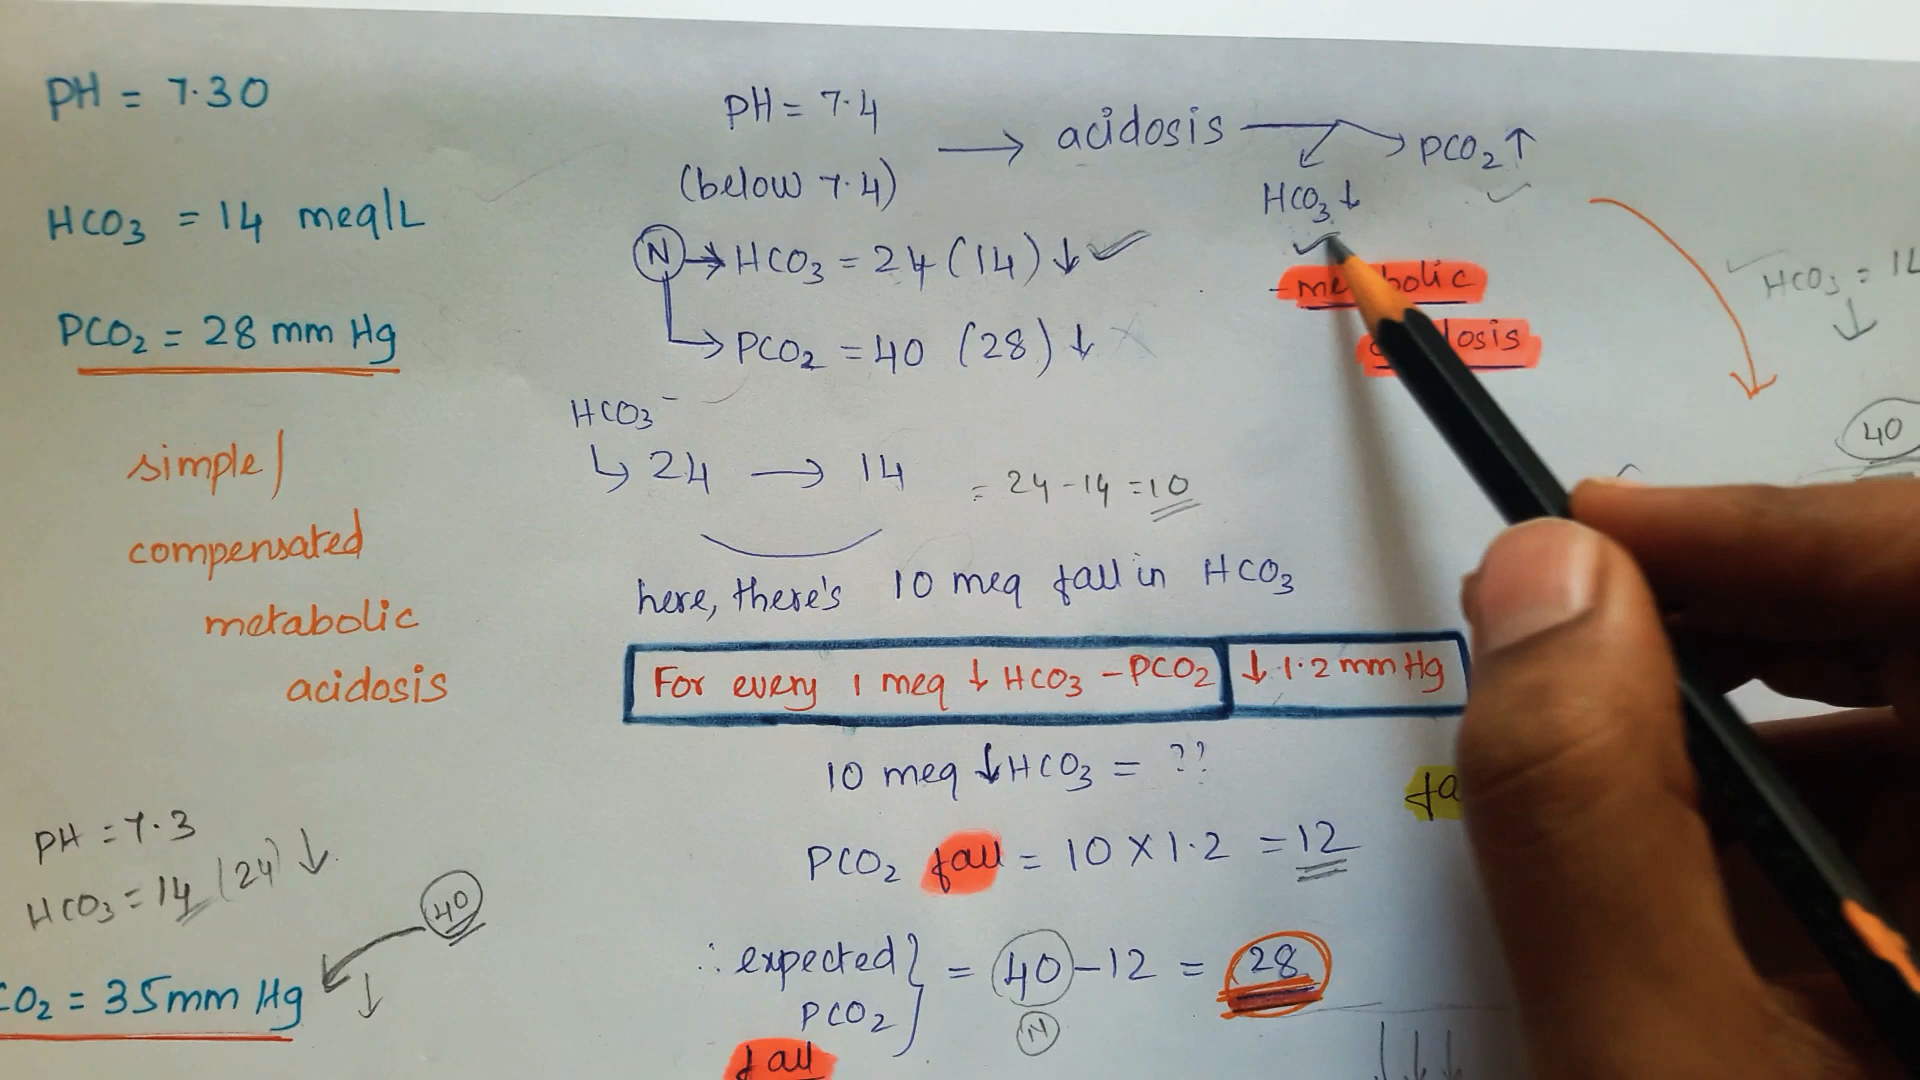 PH = 7.30
HCO3 = 14 meq/L
PCO2 = 28 mm Hg
simple/
compensated
metabolic
acidosis
PH = 7.3
HCO3 = 14 (24) ↓
40
CO2 = 35mm Hg ↓
PH = 7.4
(below 7.4)
→ acidosis → PCO2 ↑
HCO3 ↓
N → HCO3 = 24 (14) ↓ ✓
→ PCO2 = 40 (28) ↓ X
HCO3⁻
↳ 24 → 14 = 24 - 14 = 10
here, there's 10 meq fall in HCO3
For every 1 meq ↓ HCO3 - PCO2 ↓ 1.2 mm Hg
10 meq ↓ HCO3 = ??
PCO2 fall = 10 X 1.2 = 12
∴ expected PCO2 } = 40 - 12 = 28
N
fall
HCO3 = 14
↓
40